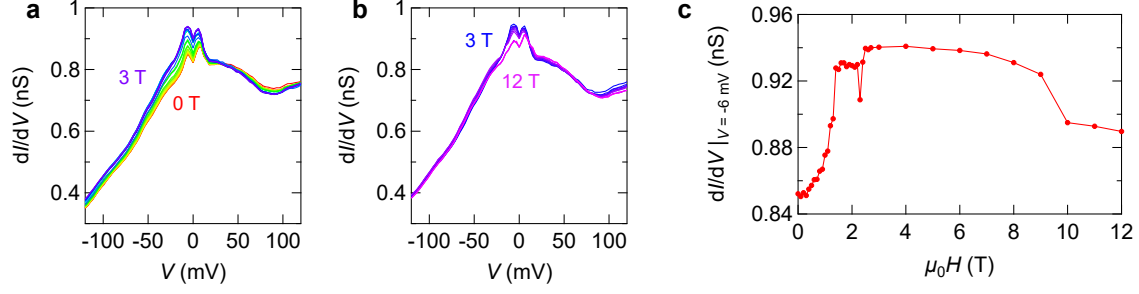 a
dI/dV (nS)
1
0.8
0.6
0.4
3 T
0 T
-100 -50 0 50 100
V (mV)
b
dI/dV (nS)
1
0.8
0.6
0.4
3 T
12 T
-100 -50 0 50 100
V (mV)
c
dI/dV |V = -6 mV (nS)
0.96
0.92
0.88
0.84
0 2 4 6 8 10 12
μ0H (T)